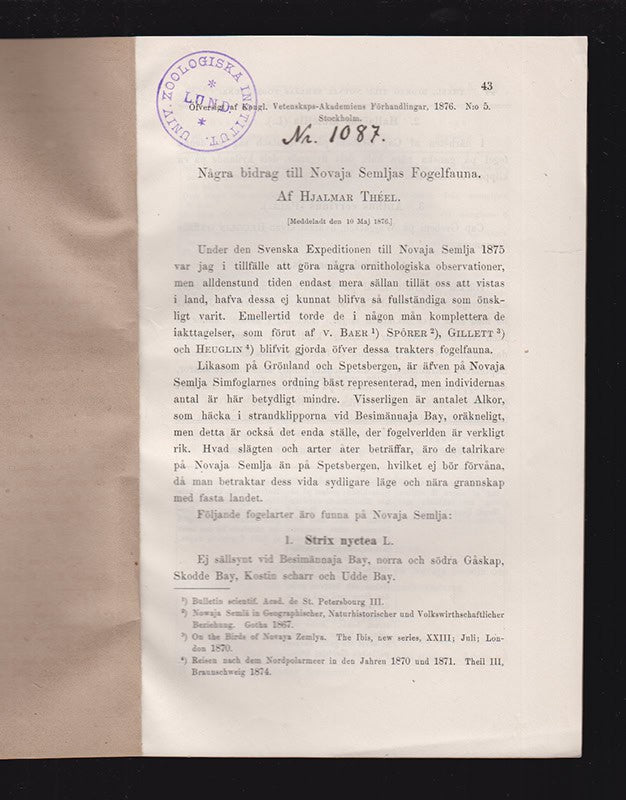 UNIV. ZOOLOGISKA INSTITUT.
* LUND *
43
Öfversigt af Kongl. Vetenskaps-Akademiens Förhandlingar, 1876. N:o 5.
Stockholm.
Nr. 1087.
Några bidrag till Novaja Semljas Fogelfauna.
Af HJALMAR THÉEL.
[Meddeladt den 10 Maj 1876.]
Under den Svenska Expeditionen till Novaja Semlja 1875
var jag i tillfälle att göra några ornithologiska observationer,
men alldenstund tiden endast mera sällan tillät oss att vistas
i land, hafva dessa ej kunnat blifva så fullständiga som önsk-
ligt varit. Emellertid torde de i någon mån komplettera de
iakttagelser, som förut af V. BAER ¹) SPÖRER ²), GILLETT ³)
och HEUGLIN ⁴) blifvit gjorda öfver dessa trakters fogelfauna.
Likasom på Grönland och Spetsbergen, är äfven på Novaja
Semlja Simfoglarnes ordning bäst representerad, men individernas
antal är här betydligt mindre. Visserligen är antalet Alkor,
som häcka i strandklipporna vid Besimännaja Bay, oräkneligt,
men detta är också det enda ställe, der fogelverlden är verkligt
rik. Hvad slägten och arter åter beträffar, äro de talrikare
på Novaja Semlja än på Spetsbergen, hvilket ej bör förvåna,
då man betraktar dess vida sydligare läge och nära grannskap
med fasta landet.
Följande fogelarter äro funna på Novaja Semlja:
1. Strix nyctea L.
Ej sällsynt vid Besimännaja Bay, norra och södra Gåskap,
Skodde Bay, Kostin scharr och Udde Bay.
¹) Bulletin scientif. Acad. de St. Petersbourg III.
²) Nowaja Semlä in Geographischer, Naturhistorischer und Volkswirthschaftlicher
Beziehung. Gotha 1867.
³) On the Birds of Novaya Zemlya. The Ibis, new series, XXIII; Juli; Lon-
don 1870.
⁴) Reisen nach dem Nordpolarmeer in den Jahren 1870 und 1871. Theil III,
Braunschweig 1874.